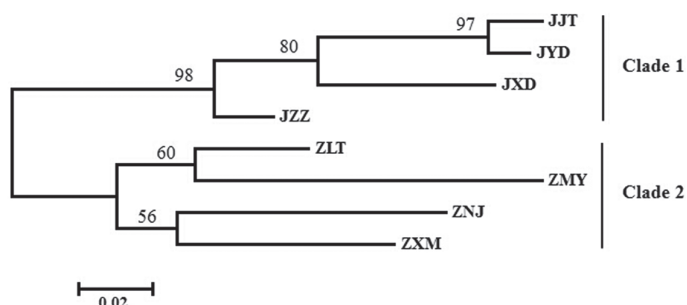 97
JJT
80
JYD
98
Clade 1
JXD
JZZ
60
ZLT
ZMY
Clade 2
56
ZNJ
ZXM
0.02